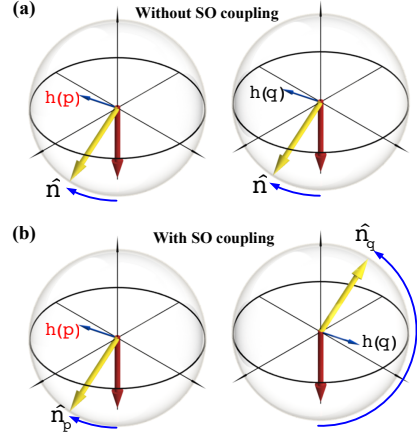 (a)
Without SO coupling
h(p)
h(q)
n̂
n̂
(b)
With SO coupling
n̂q
h(p)
h(q)
n̂p